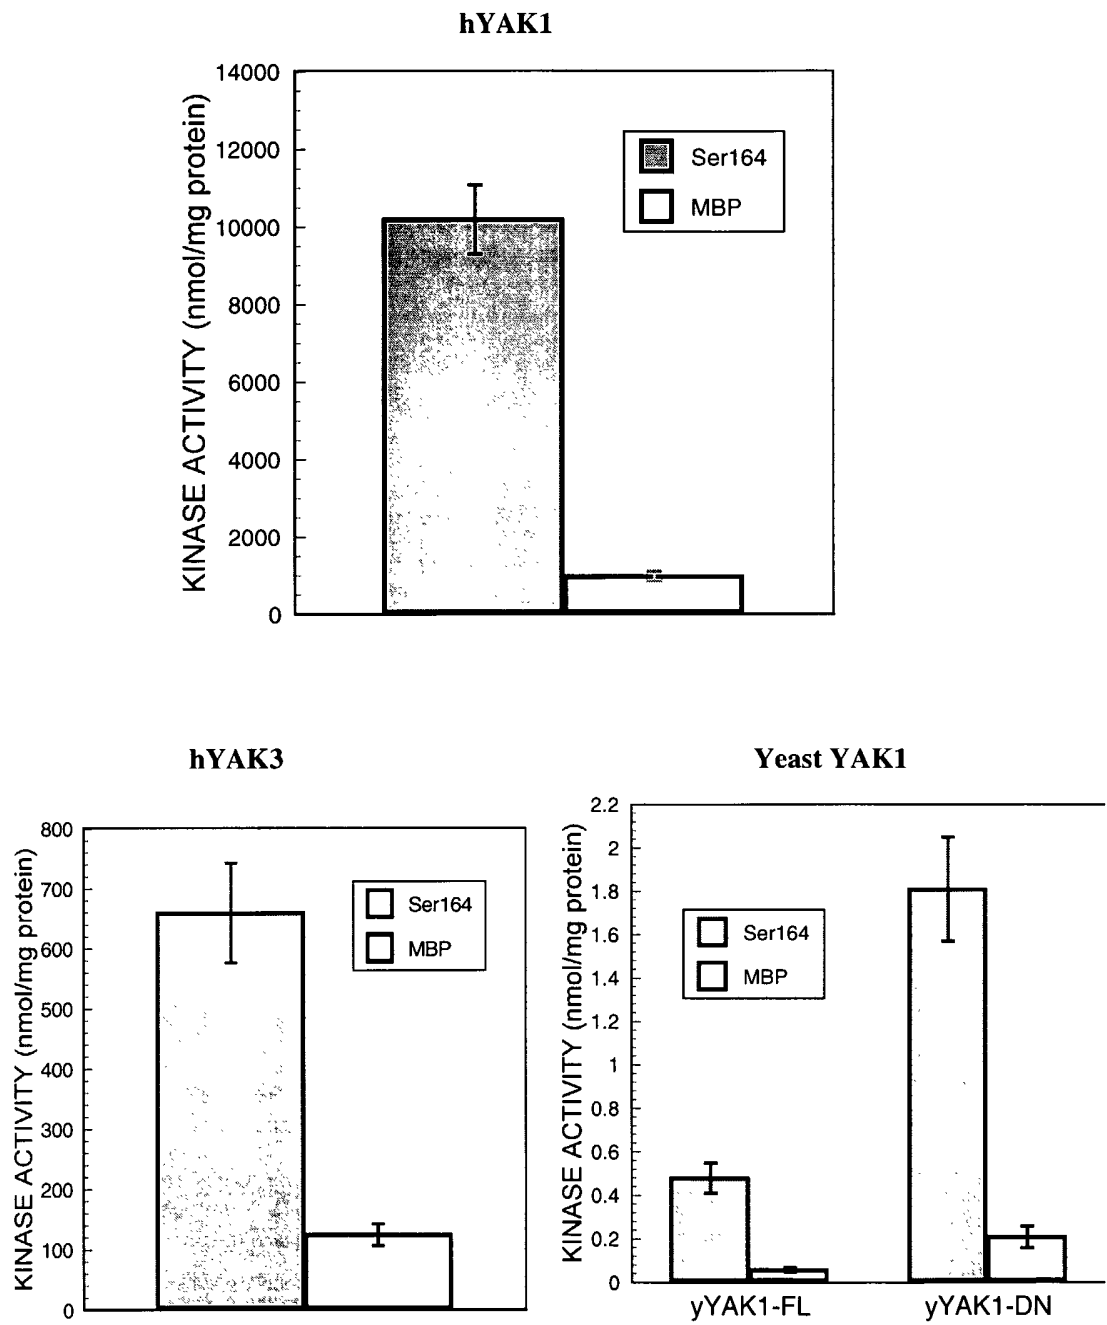 hYAK1
KINASE ACTIVITY (nmol/mg protein)
14000
12000
10000
8000
6000
4000
2000
0
Ser164
MBP
hYAK3
KINASE ACTIVITY (nmol/mg protein)
800
700
600
500
400
300
200
100
0
Ser164
MBP
Yeast YAK1
KINASE ACTIVITY (nmol/mg protein)
2.2
2
1.8
1.6
1.4
1.2
1
0.8
0.6
0.4
0.2
0
Ser164
MBP
yYAK1-FL
yYAK1-DN